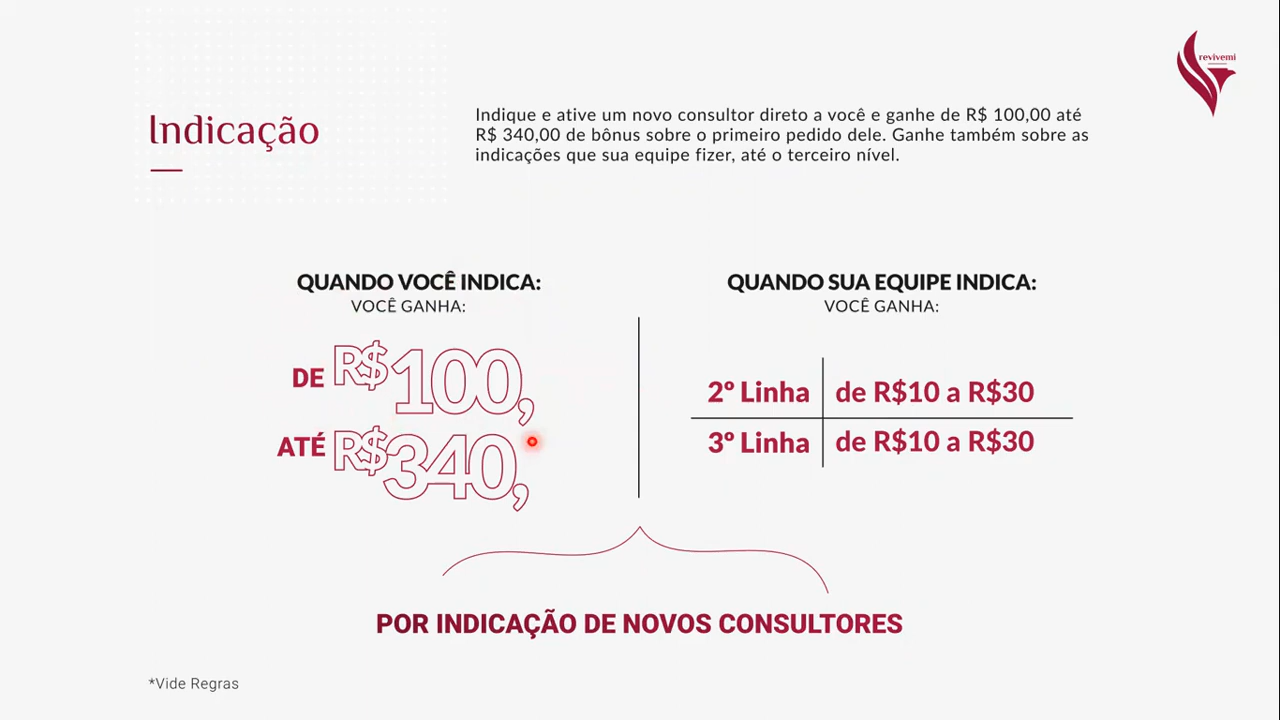 revivemi
Indicação
Indique e ative um novo consultor direto a você e ganhe de R$ 100,00 até
R$ 340,00 de bônus sobre o primeiro pedido dele. Ganhe também sobre as
indicações que sua equipe fizer, até o terceiro nível.
QUANDO VOCÊ INDICA:
VOCÊ GANHA:
DE R$100,
ATÉ R$340,
QUANDO SUA EQUIPE INDICA:
VOCÊ GANHA:
2º Linha de R$10 a R$30
3º Linha de R$10 a R$30
POR INDICAÇÃO DE NOVOS CONSULTORES
*Vide Regras